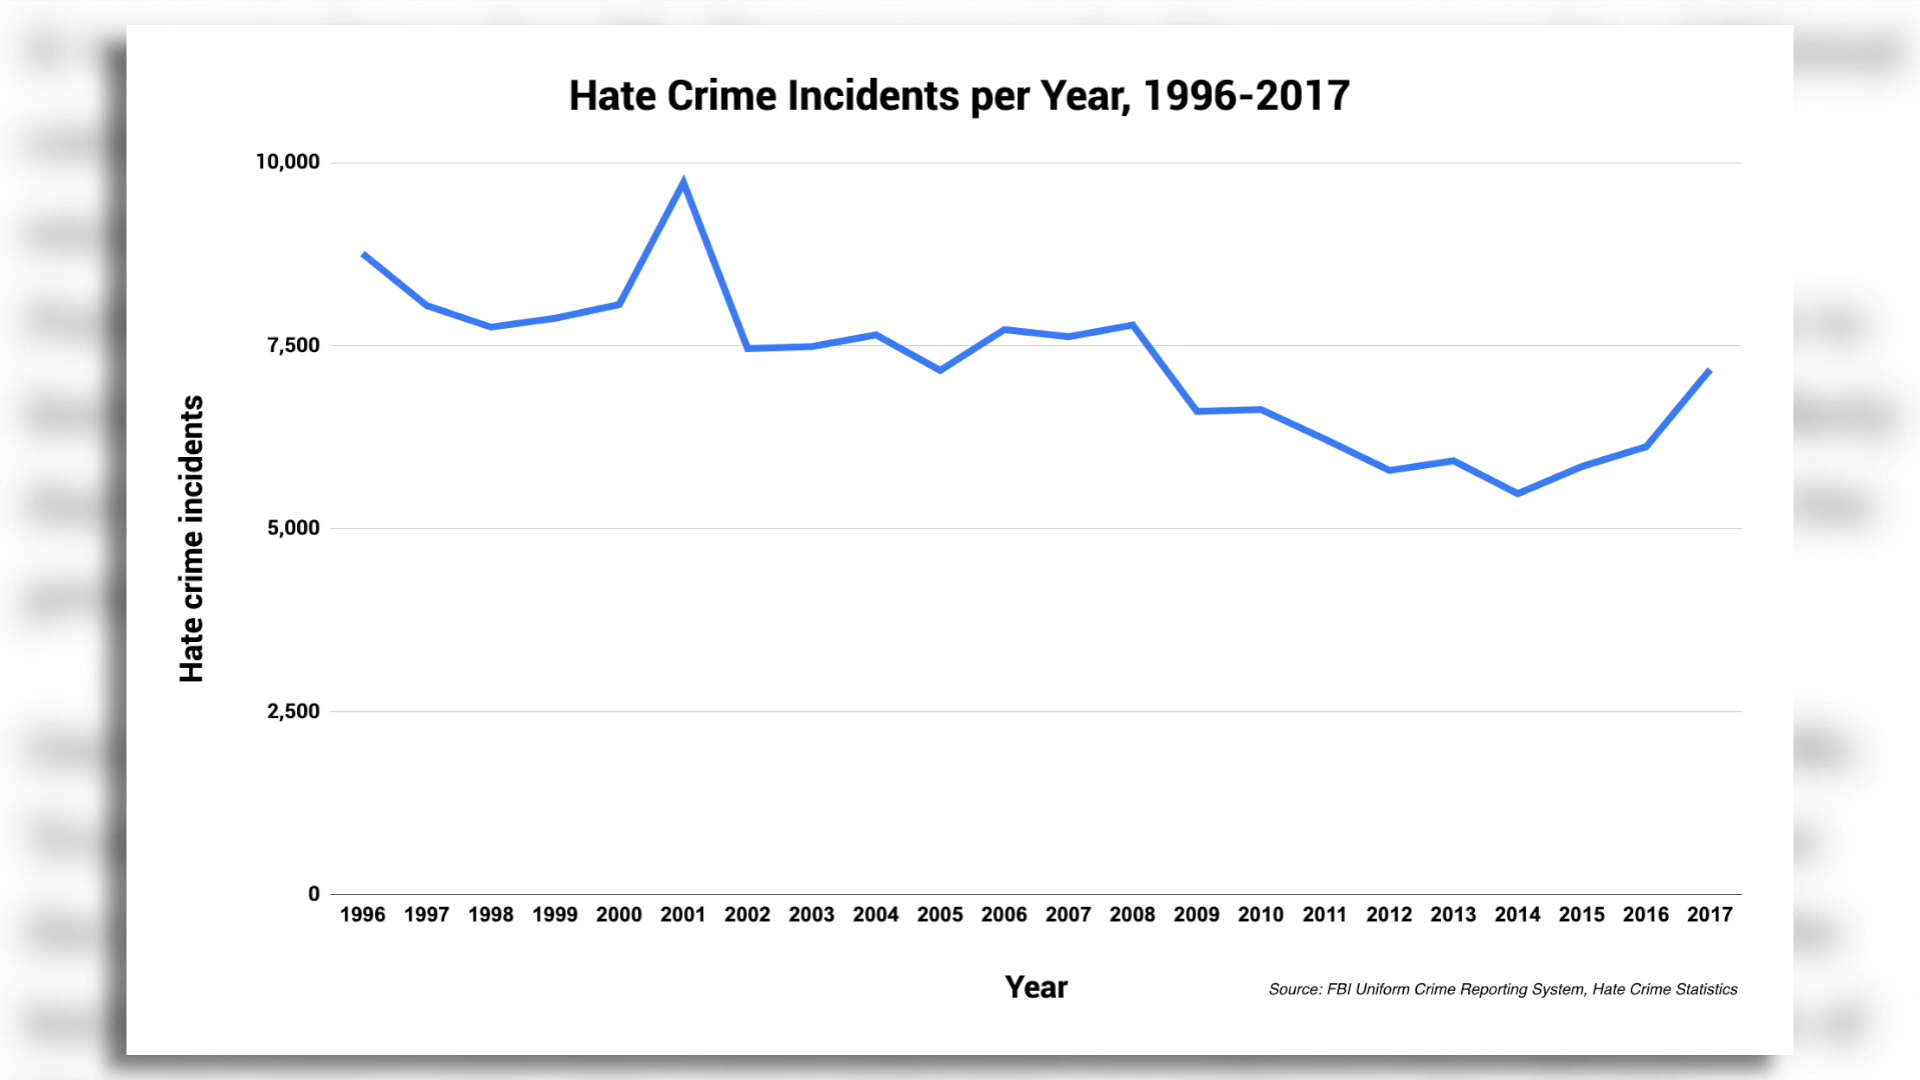 Hate Crime Incidents per Year, 1996-2017
10,000
7,500
5,000
2,500
0
Hate crime incidents
1996 1997 1998 1999 2000 2001 2002 2003 2004 2005 2006 2007 2008 2009 2010 2011 2012 2013 2014 2015 2016 2017
Year
Source: FBI Uniform Crime Reporting System, Hate Crime Statistics